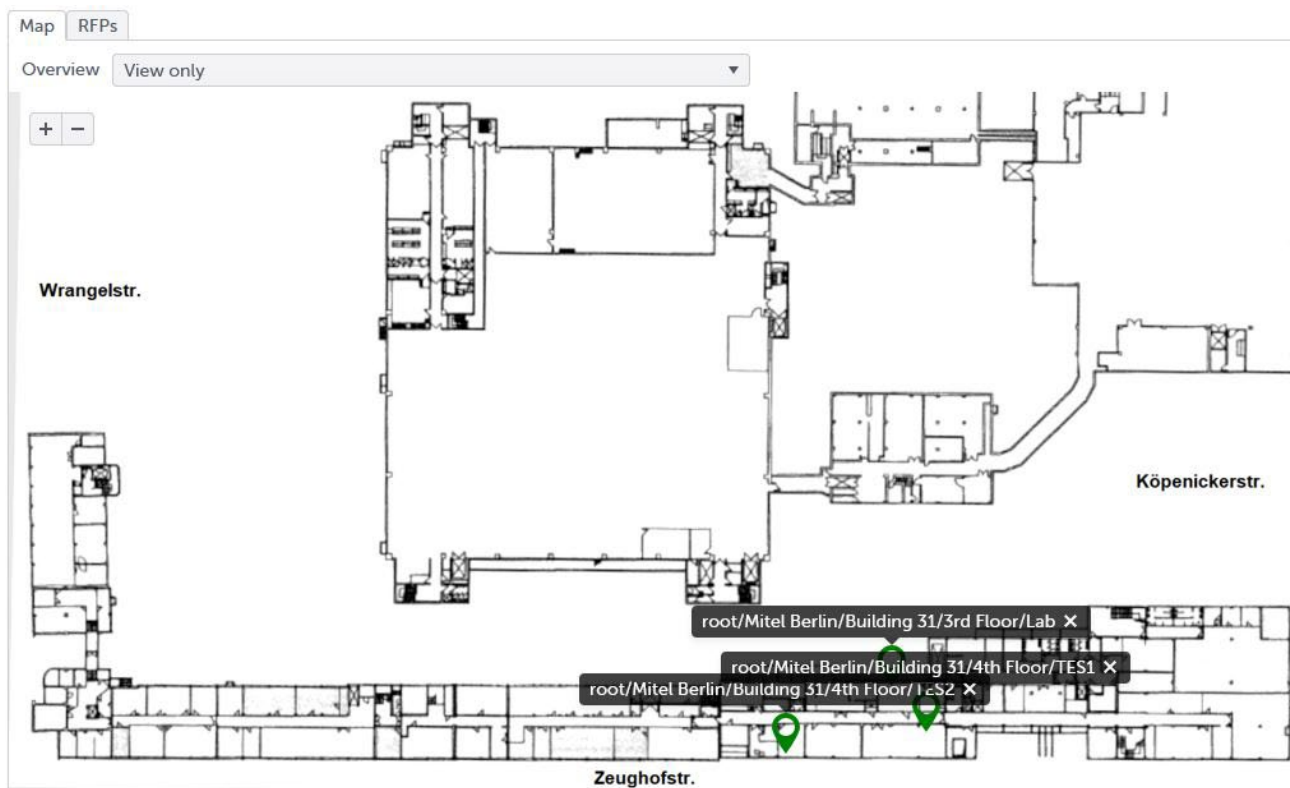 Map RFPs
Overview View only
+ −
Wrangelstr.
Köpenickerstr.
root/Mitel Berlin/Building 31/3rd Floor/Lab ×
root/Mitel Berlin/Building 31/4th Floor/TES1 ×
root/Mitel Berlin/Building 31/4th Floor/TES2 ×
Zeughofstr.